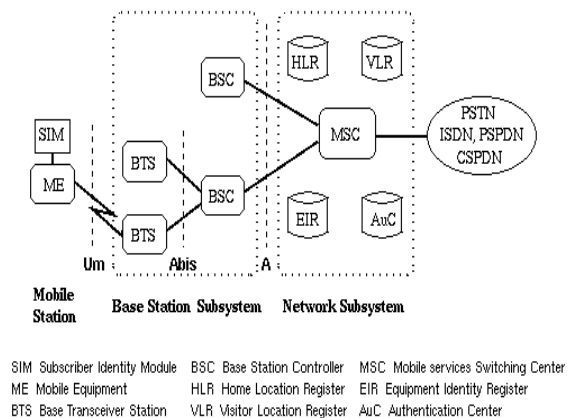 HLR VLR
BSC
PSTN
ISDN, PSPDN
CSPDN
MSC
SIM
BTS
ME
BSC
EIR AuC
BTS
Um Abis A
Mobile
Station
Base Station Subsystem
Network Subsystem
SIM Subscriber Identity Module BSC Base Station Controller MSC Mobile services Switching Center
ME Mobile Equipment HLR Home Location Register EIR Equipment Identity Register
BTS Base Transceiver Station VLR Visitor Location Register AuC Authentication Center